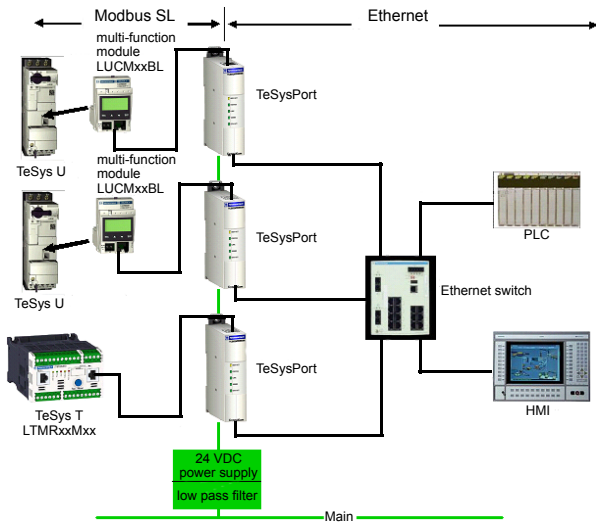 Modbus SL
Ethernet
multi-function
module
LUCMxxBL
TeSysPort
TeSys U
multi-function
module
LUCMxxBL
TeSysPort
PLC
TeSys U
Ethernet switch
TeSysPort
TeSys T
LTMRxxMxx
HMI
24 VDC
power supply
low pass filter
Main